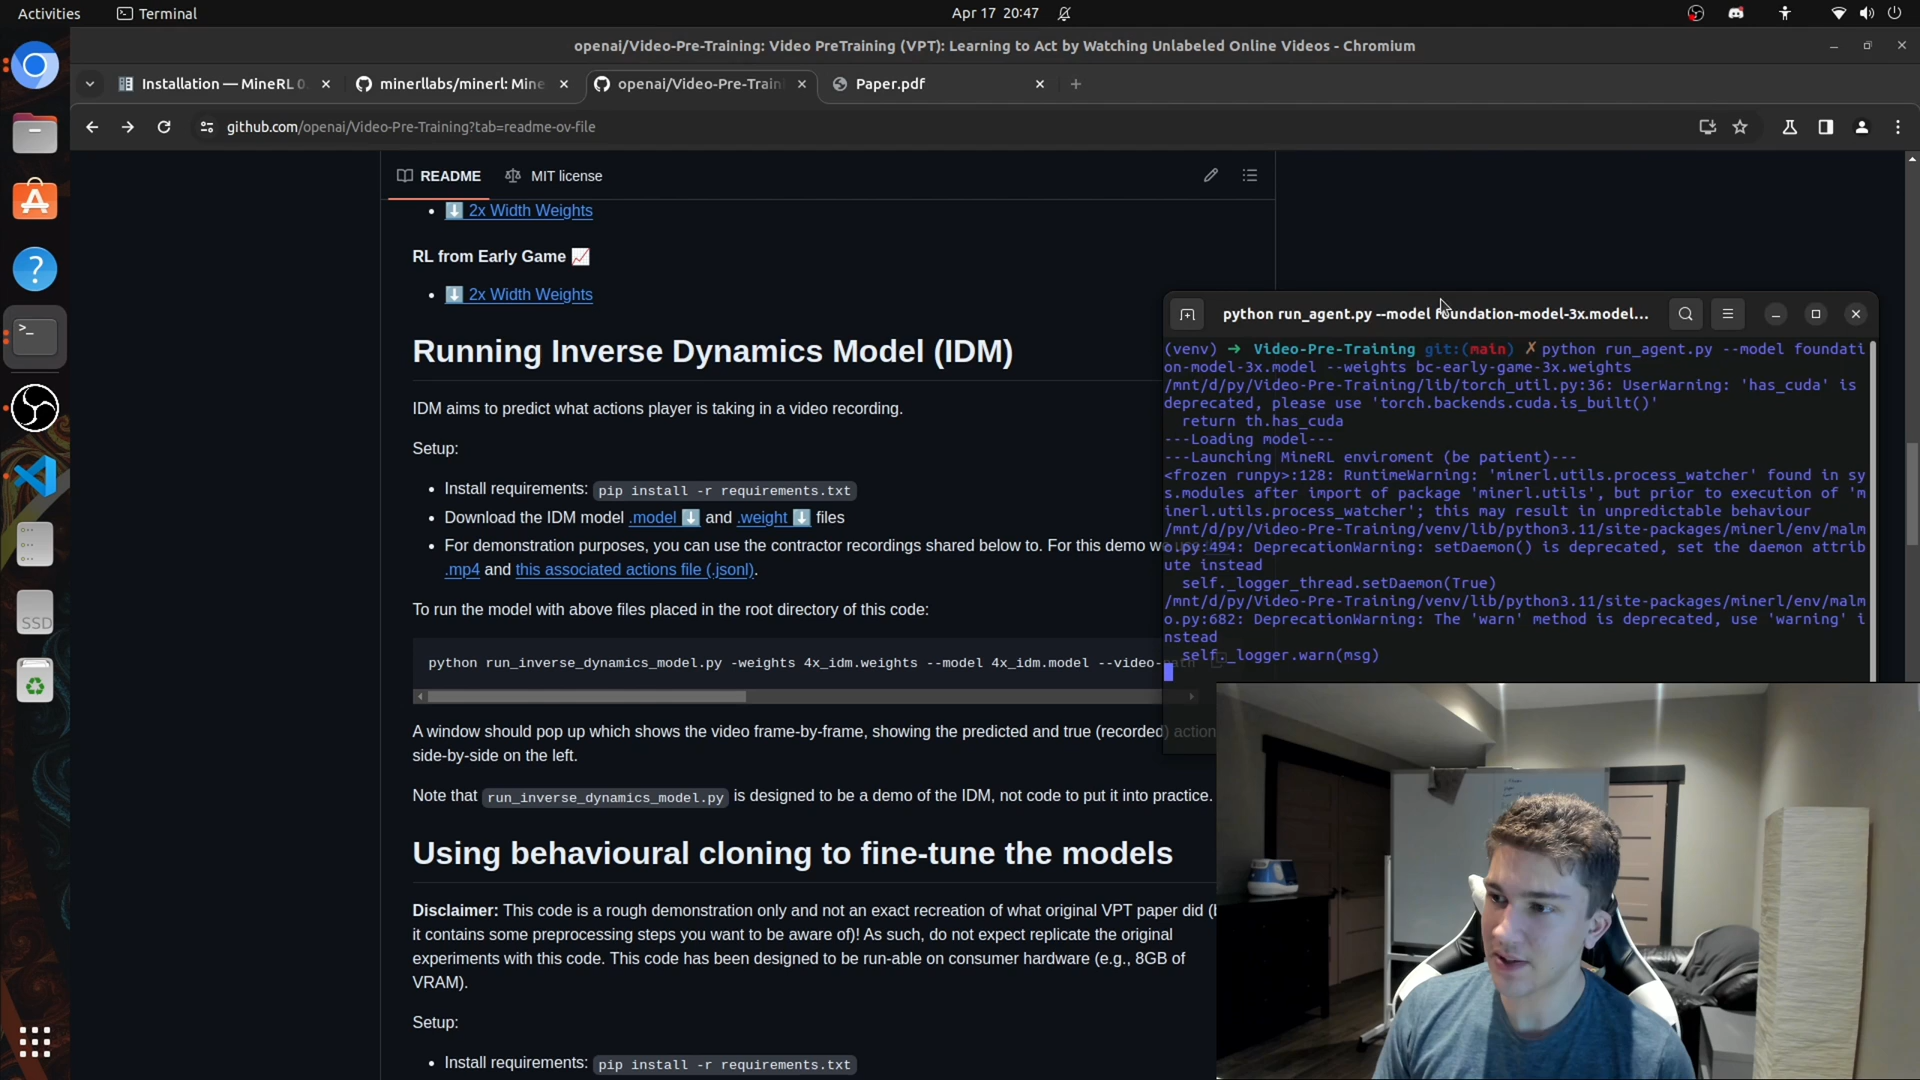 Activities
Terminal
Apr 17 20:47
openai/Video-Pre-Training: Video PreTraining (VPT): Learning to Act by Watching Unlabeled Online Videos - Chromium
Installation — MineRL 0.
minerllabs/minerl: Mine
openai/Video-Pre-Train
Paper.pdf
github.com/openai/Video-Pre-Training?tab=readme-ov-file
README
MIT license
2x Width Weights
RL from Early Game
2x Width Weights
Running Inverse Dynamics Model (IDM)
IDM aims to predict what actions player is taking in a video recording.
Setup:
Install requirements: pip install -r requirements.txt
Download the IDM model .model and .weight files
For demonstration purposes, you can use the contractor recordings shared below to. For this demo we
.mp4 and this associated actions file (.jsonl).
To run the model with above files placed in the root directory of this code:
python run_inverse_dynamics_model.py -weights 4x_idm.weights --model 4x_idm.model --video-path
A window should pop up which shows the video frame-by-frame, showing the predicted and true (recorded) action
side-by-side on the left.
Note that run_inverse_dynamics_model.py is designed to be a demo of the IDM, not code to put it into practice.
Using behavioural cloning to fine-tune the models
Disclaimer: This code is a rough demonstration only and not an exact recreation of what original VPT paper did (
it contains some preprocessing steps you want to be aware of)! As such, do not expect replicate the original
experiments with this code. This code has been designed to be run-able on consumer hardware (e.g., 8GB of
VRAM).
Setup:
Install requirements: pip install -r requirements.txt
python run_agent.py --model foundation-model-3x.model...
(venv) ➜ Video-Pre-Training git:(main) ✗ python run_agent.py --model foundati
on-model-3x.model --weights bc-early-game-3x.weights
/mnt/d/py/Video-Pre-Training/lib/torch_util.py:36: UserWarning: 'has_cuda' is
deprecated, please use 'torch.backends.cuda.is_built()'
return th.has_cuda
---Loading model---
---Launching MineRL enviroment (be patient)---
<frozen runpy>:128: RuntimeWarning: 'minerl.utils.process_watcher' found in sy
s.modules after import of package 'minerl.utils', but prior to execution of 'm
inerl.utils.process_watcher'; this may result in unpredictable behaviour
/mnt/d/py/Video-Pre-Training/venv/lib/python3.11/site-packages/minerl/env/malm
o.py:494: DeprecationWarning: setDaemon() is deprecated, set the daemon attrib
ute instead
self._logger_thread.setDaemon(True)
/mnt/d/py/Video-Pre-Training/venv/lib/python3.11/site-packages/minerl/env/malm
o.py:682: DeprecationWarning: The 'warn' method is deprecated, use 'warning' i
nstead
self._logger.warn(msg)
SSD